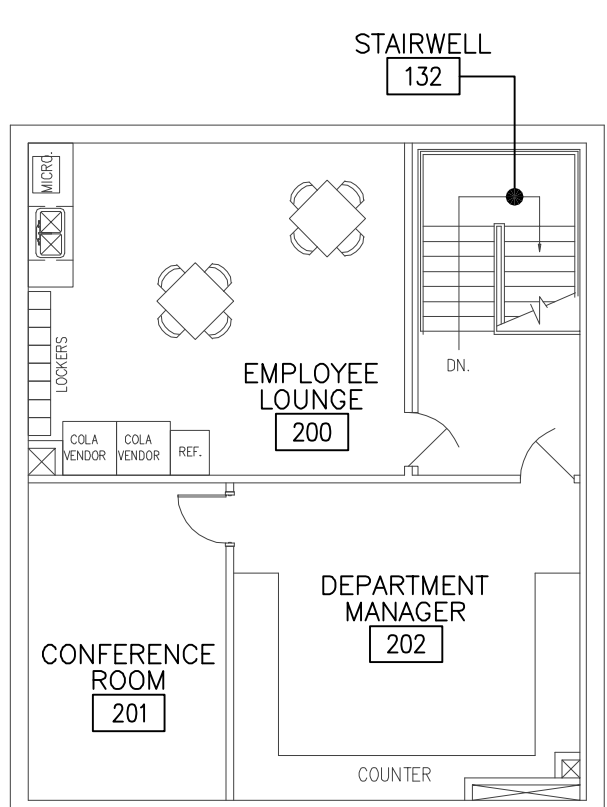 STAIRWELL
132
MICRO.
LOCKERS
DN.
EMPLOYEE
LOUNGE
200
COLA
VENDOR
COLA
VENDOR
REF.
DEPARTMENT
MANAGER
202
CONFERENCE
ROOM
201
COUNTER